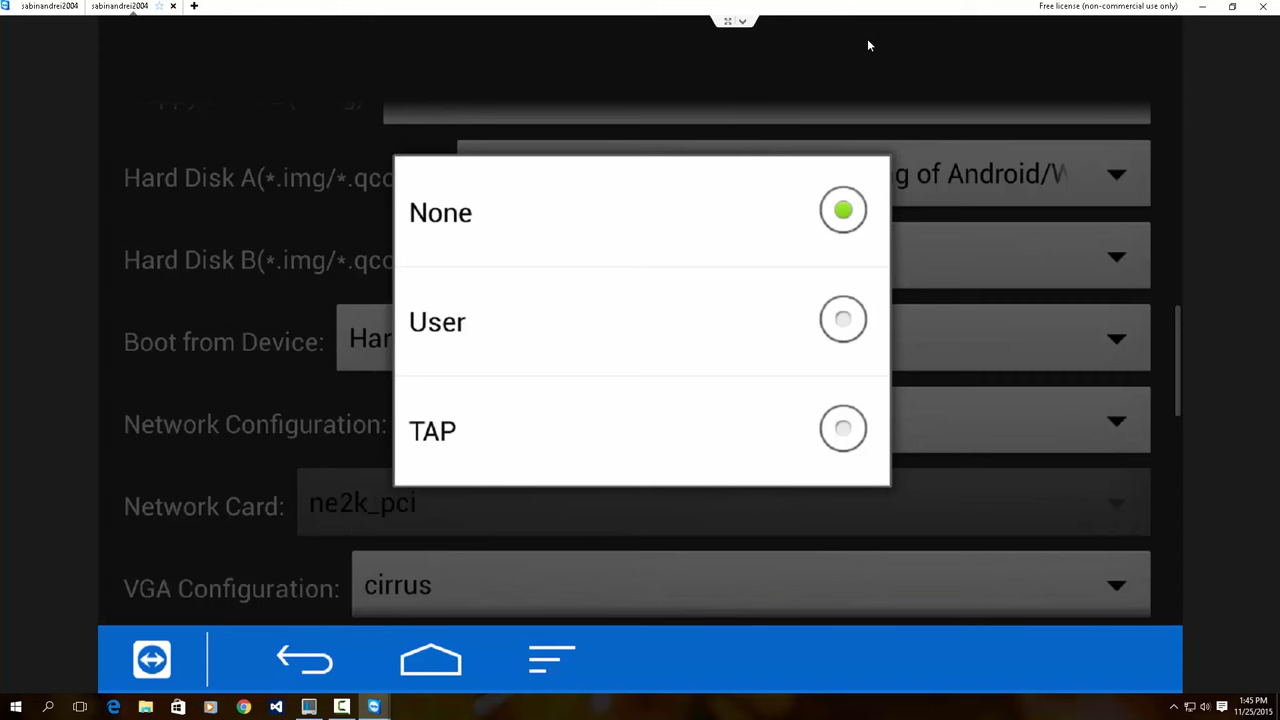 sabinandrei2004 sabinandrei2004 Free license (non-commercial use only)
Hard Disk A(*.img/*.qco g of Android/W
None
Hard Disk B(*.img/*.qco
User
Boot from Device: Har
Network Configuration:
TAP
Network Card: ne2k_pci
VGA Configuration: cirrus
1:45 PM
11/25/2015